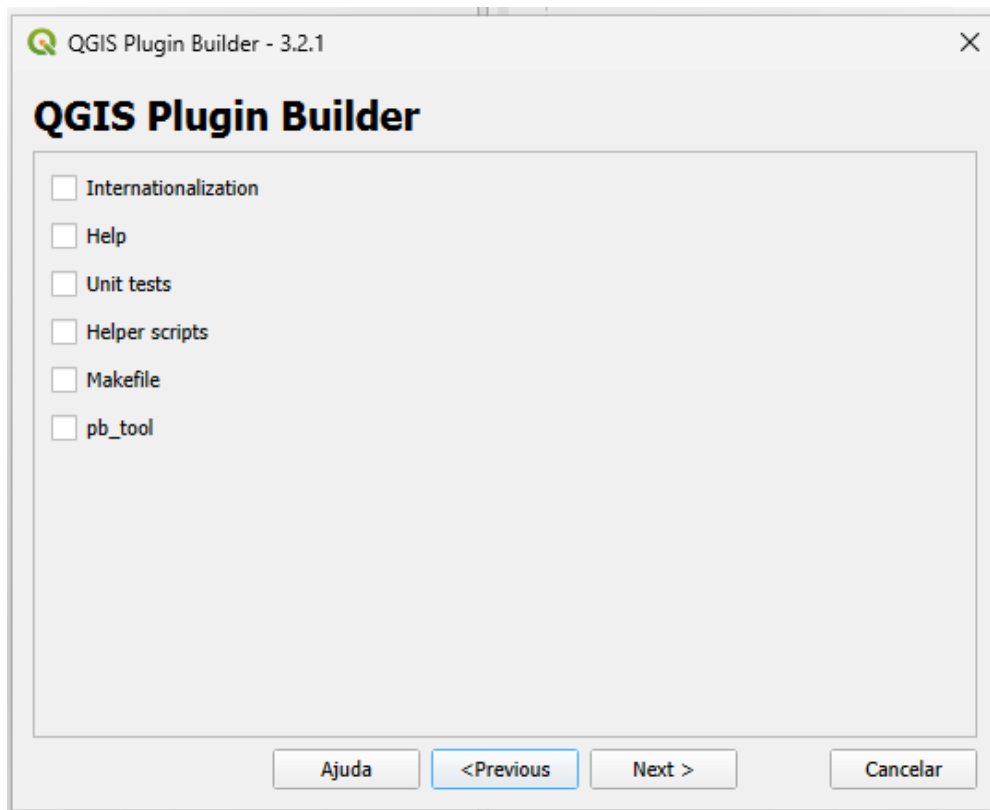 QGIS Plugin Builder - 3.2.1
QGIS Plugin Builder
Internationalization
Help
Unit tests
Helper scripts
Makefile
pb_tool
Ajuda
<Previous
Next >
Cancelar